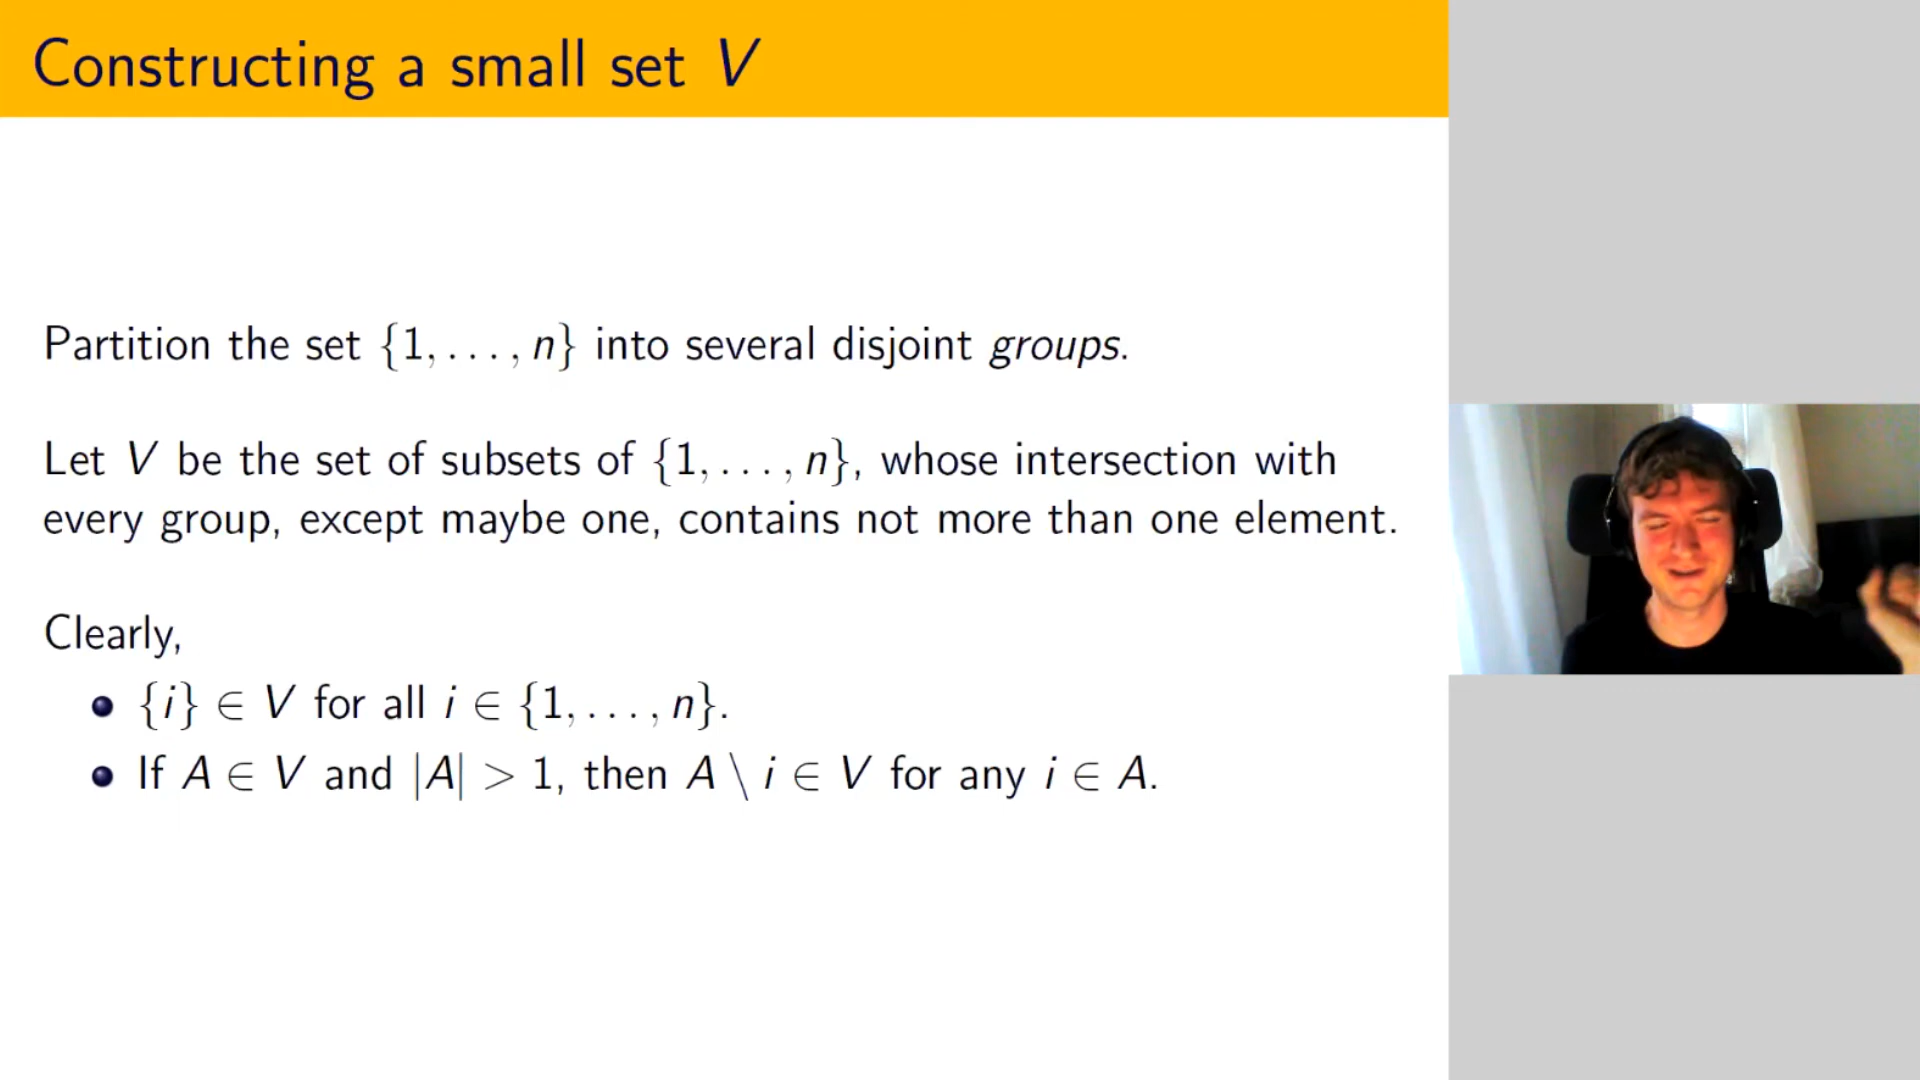 Constructing a small set V
Partition the set {1, . . . , n} into several disjoint groups.
Let V be the set of subsets of {1, . . . , n}, whose intersection with
every group, except maybe one, contains not more than one element.
Clearly,
• {i} ∈ V for all i ∈ {1, . . . , n}.
• If A ∈ V and |A| > 1, then A \ i ∈ V for any i ∈ A.